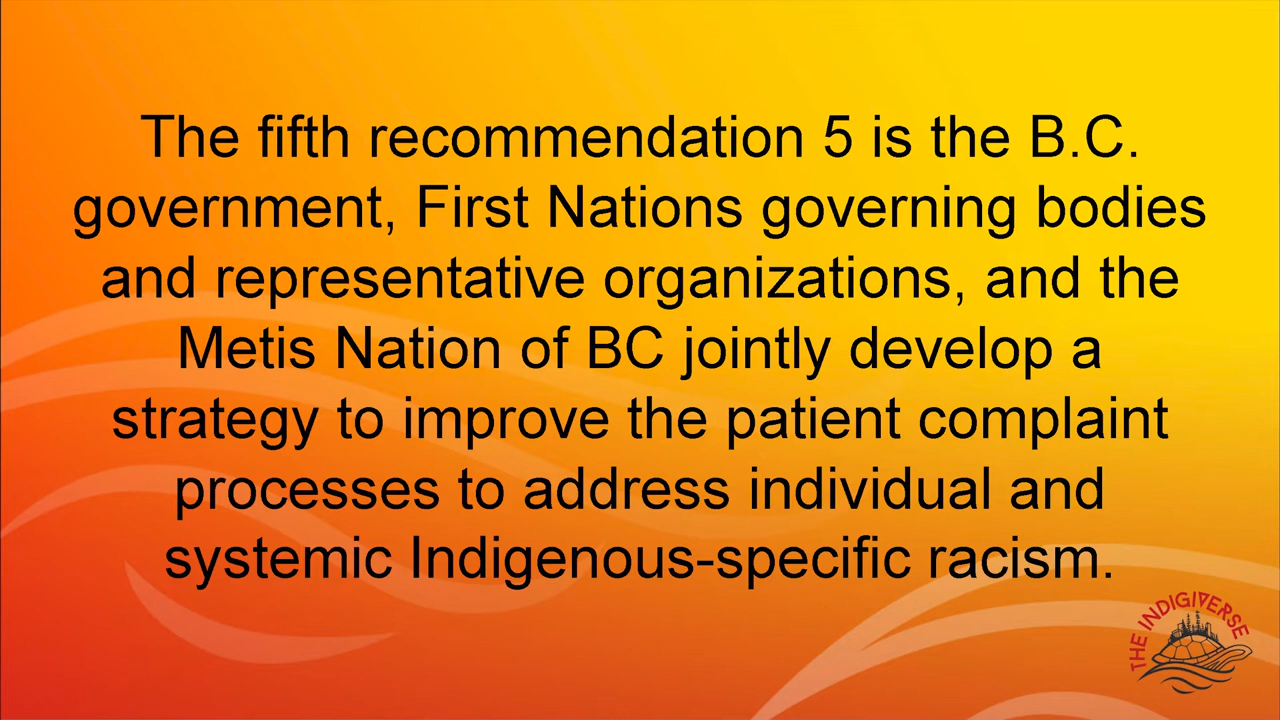 The fifth recommendation 5 is the B.C.
government, First Nations governing bodies
and representative organizations, and the
Metis Nation of BC jointly develop a
strategy to improve the patient complaint
processes to address individual and
systemic Indigenous-specific racism.
THE INDIGIVERSE